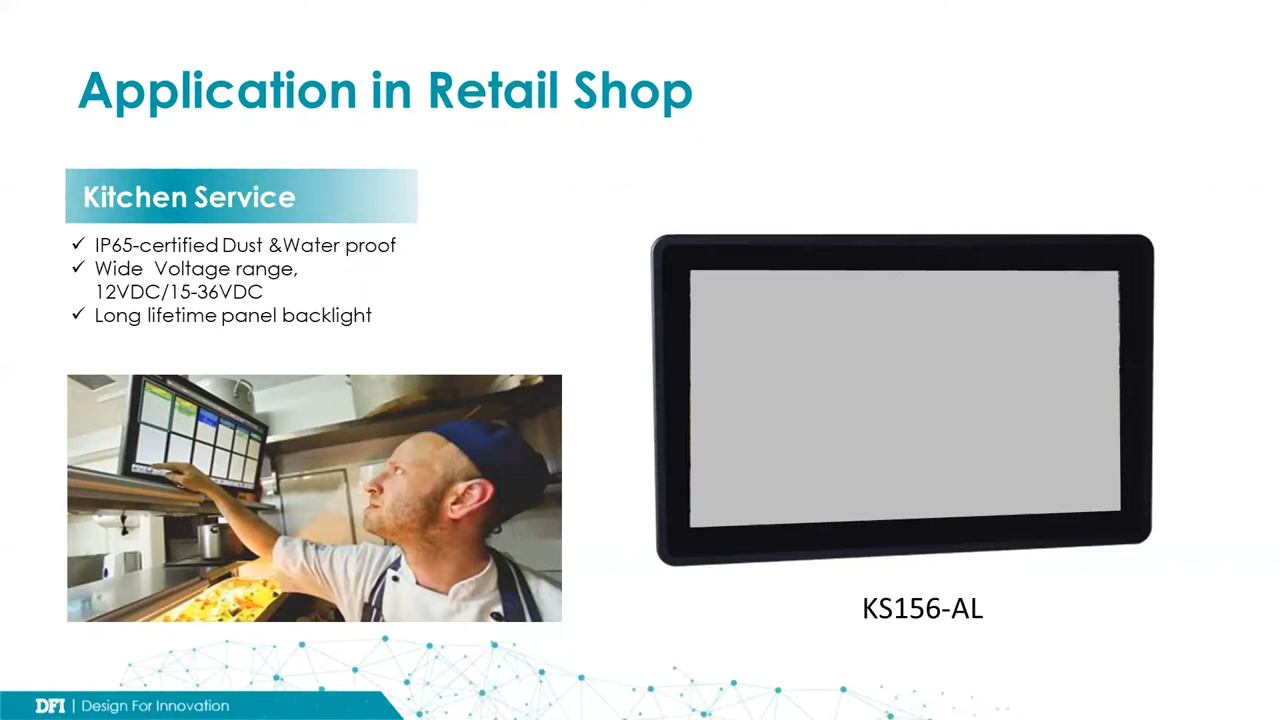 Application in Retail Shop
Kitchen Service
✓ IP65-certified Dust &Water proof
✓ Wide Voltage range,
12VDC/15-36VDC
✓ Long lifetime panel backlight
KS156-AL
DFI | Design For Innovation